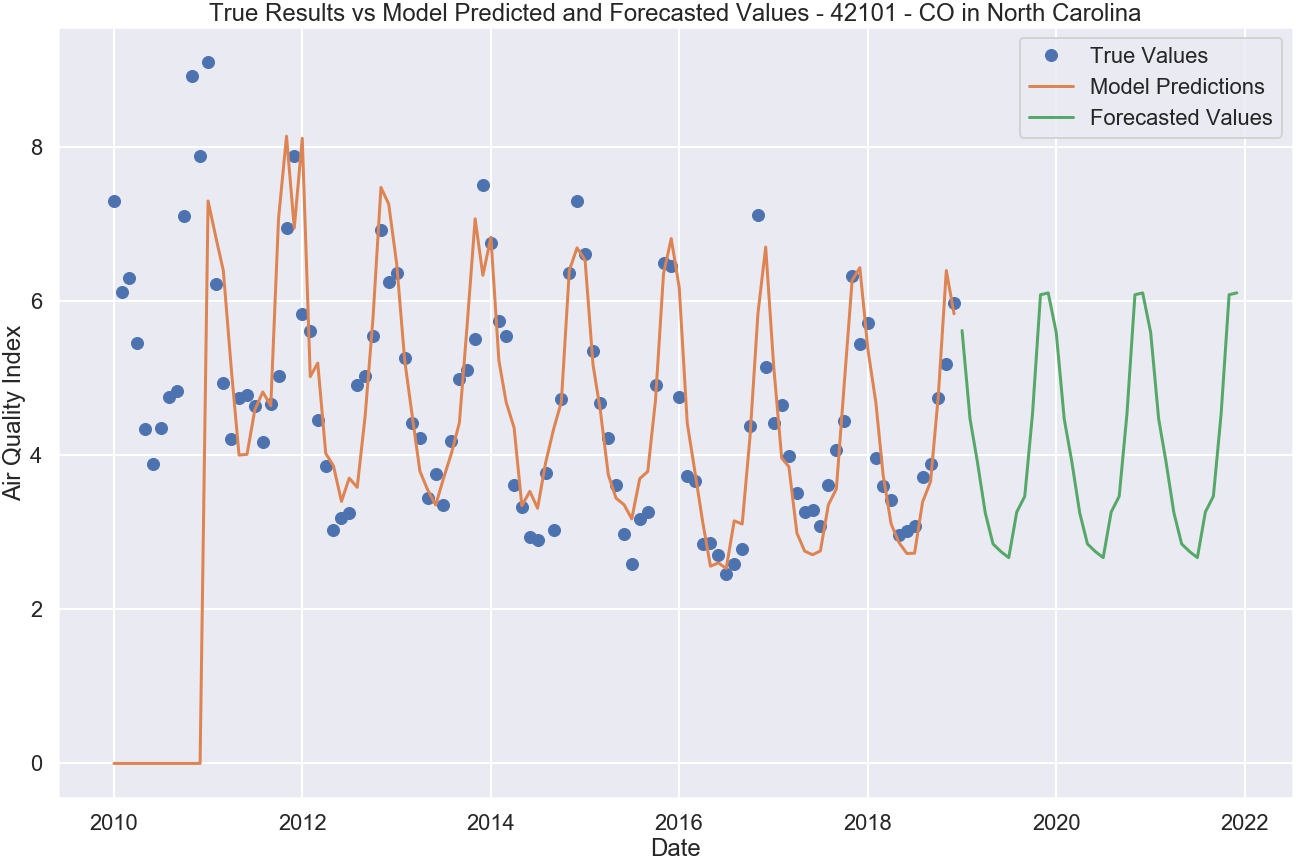 True Results vs Model Predicted and Forecasted Values - 42101 - CO in North Carolina
True Values
Model Predictions
Forecasted Values
Air Quality Index
8
6
4
2
0
2010 2012 2014 2016 2018 2020 2022
Date